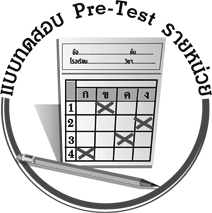 แบบทดสอบ Pre-Test รายหน่วย
ชื่อ ชั้น
โรงเรียน วิชา
ก ข ค ง
1
2
3
4